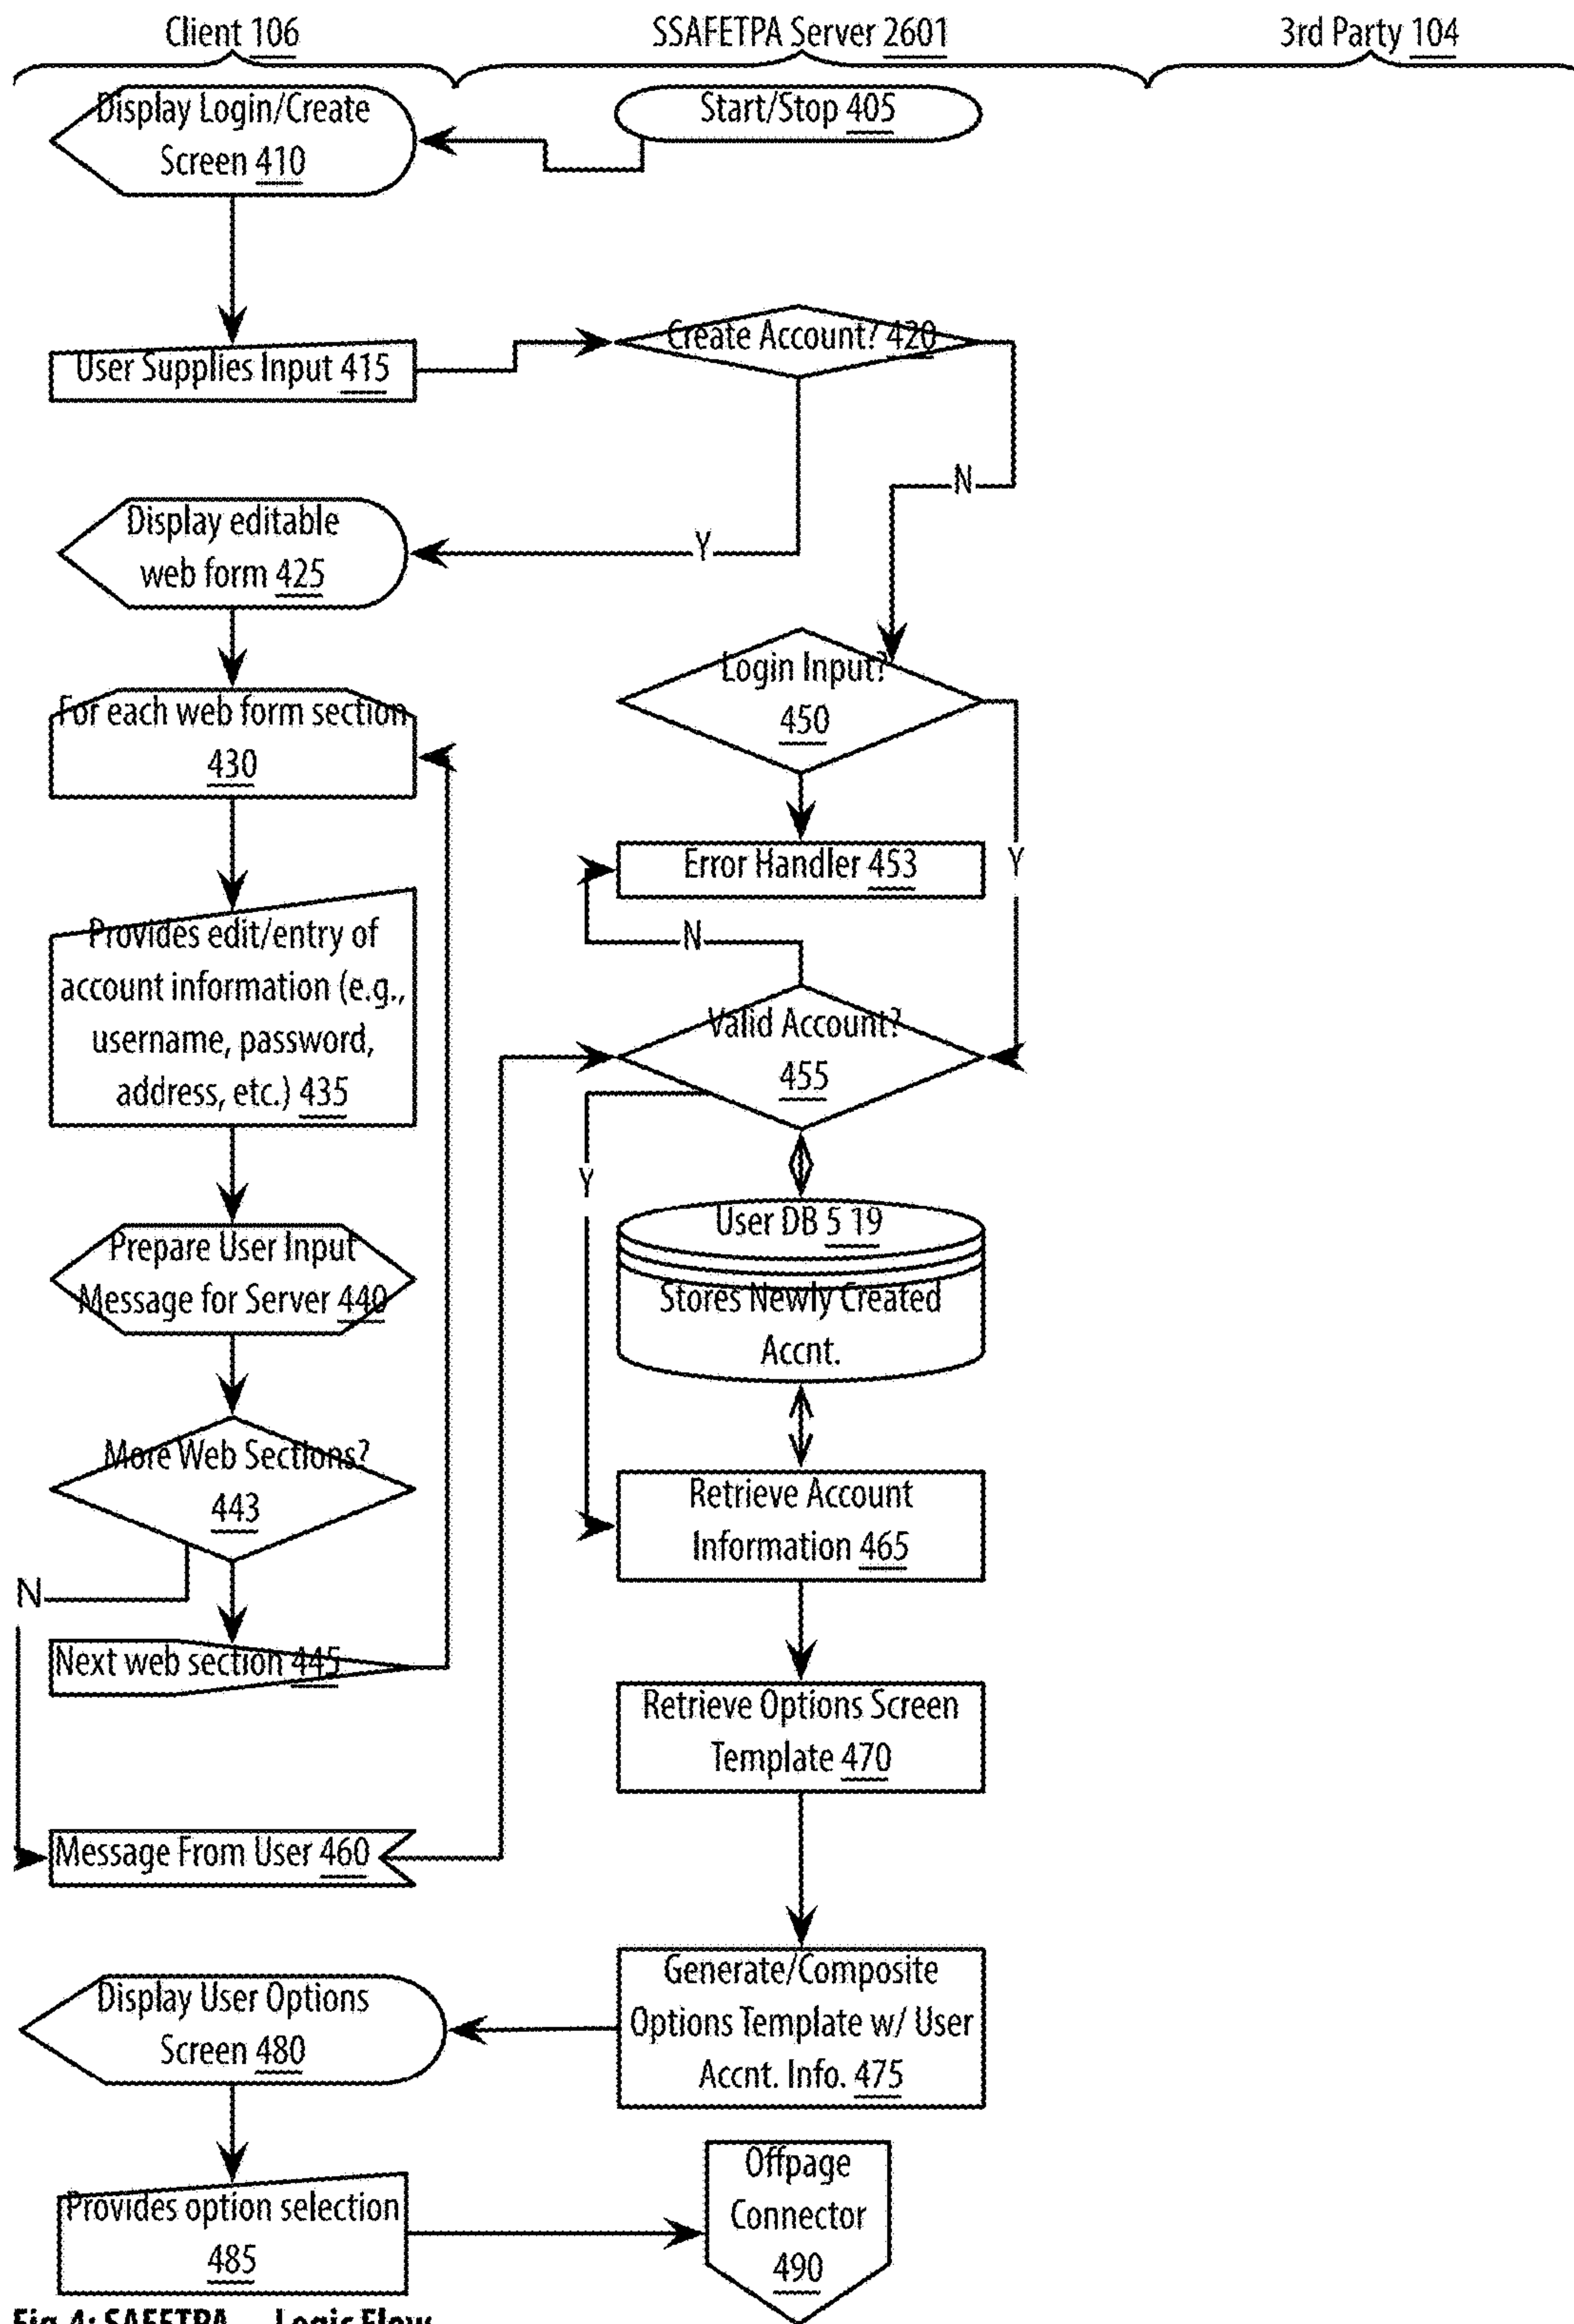 Client 106
SSAFETPA Server 2601
3rd Party 104
Display Login/Create
Screen 410
Start/Stop 405
User Supplies Input 415
Create Account? 420
N
Y
Display editable
web form 425
Login Input?
450
For each web form section
430
Y
Error Handler 453
N
Provides edit/entry of
account information (e.g.,
username, password,
address, etc.) 435
Valid Account?
455
Y
User DB 5 19
Stores Newly Created
Accnt.
Prepare User Input
Message for Server 440
More Web Sections?
443
N
Next web section 445
Retrieve Account
Information 465
Retrieve Options Screen
Template 470
Message From User 460
Generate/Composite
Options Template w/ User
Accnt. Info. 475
Display User Options
Screen 480
Provides option selection
485
Offpage
Connector
490
Fig 4: SAFETPA Logic Flow